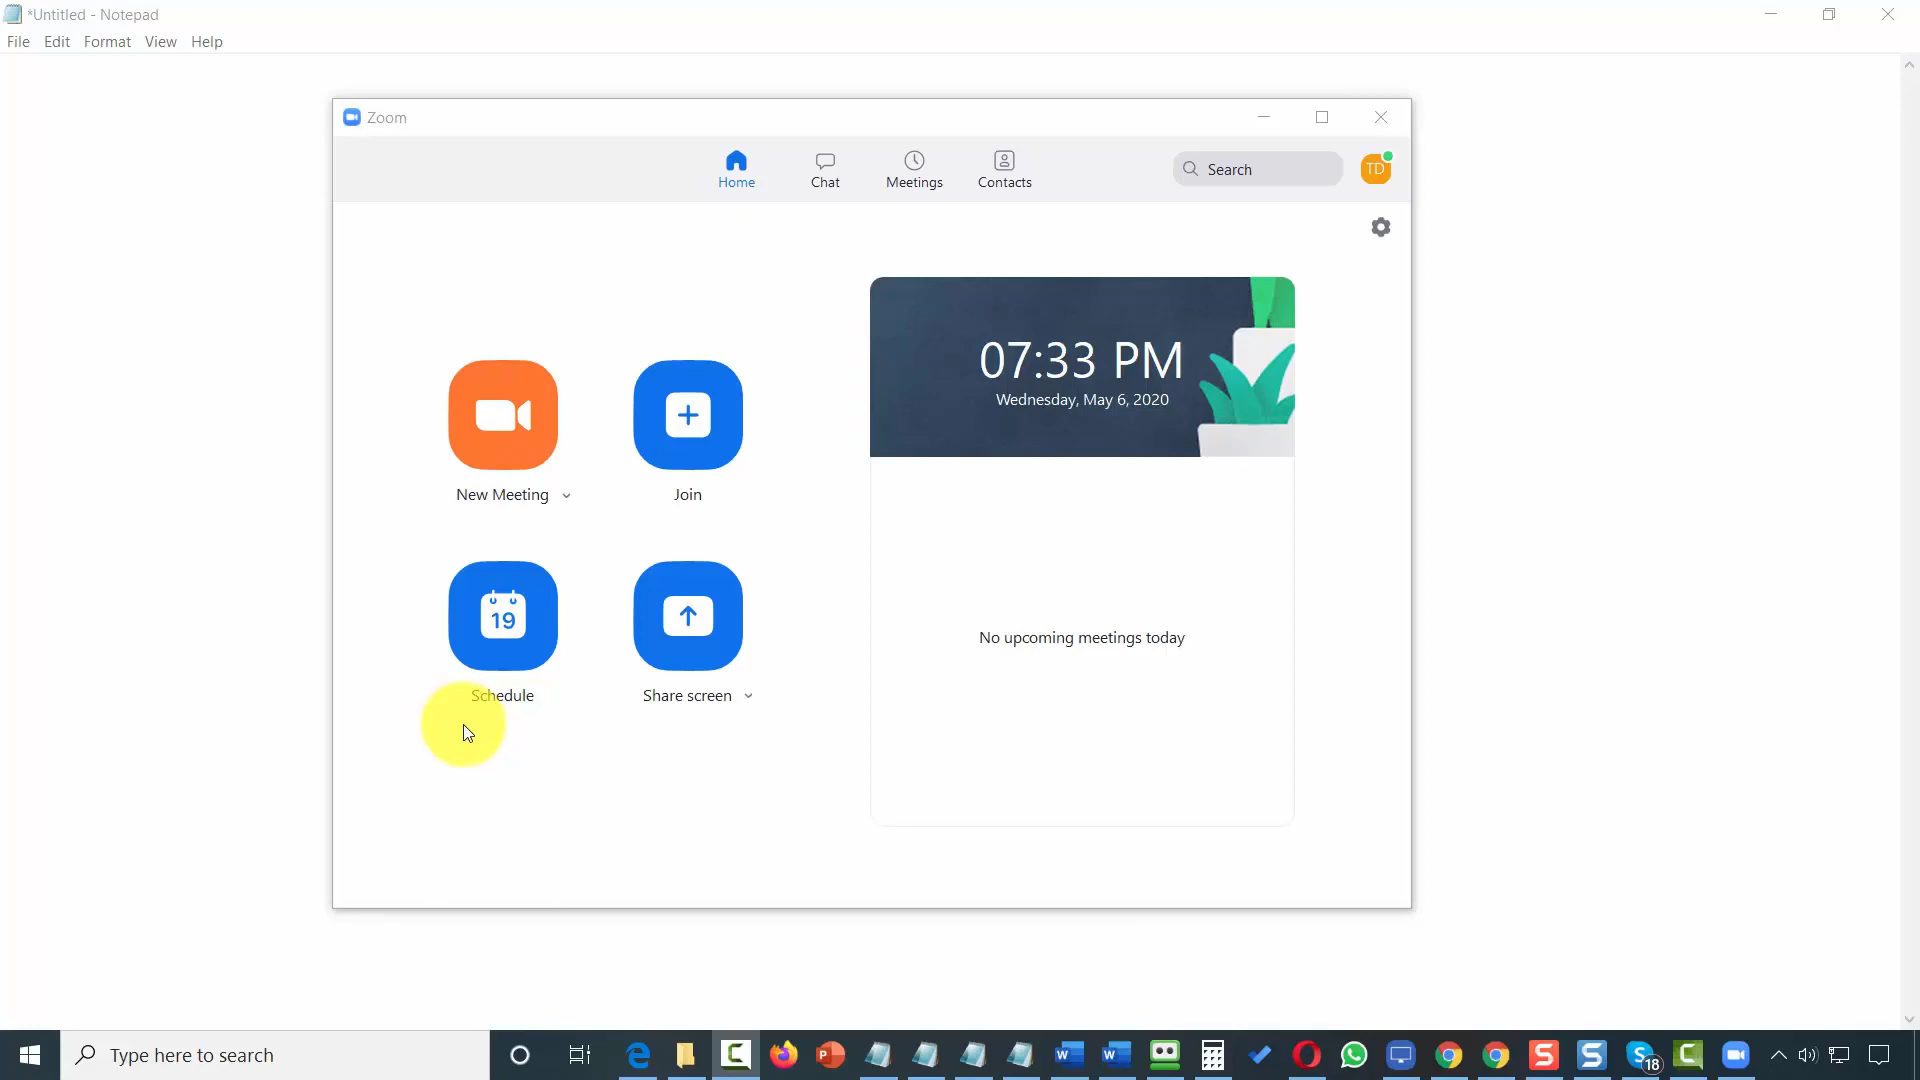 *Untitled - Notepad
File Edit Format View Help
Zoom
Home Chat Meetings Contacts
Search
TD
07:33 PM
Wednesday, May 6, 2020
New Meeting
Join
19
Schedule
Share screen
No upcoming meetings today
Type here to search
18